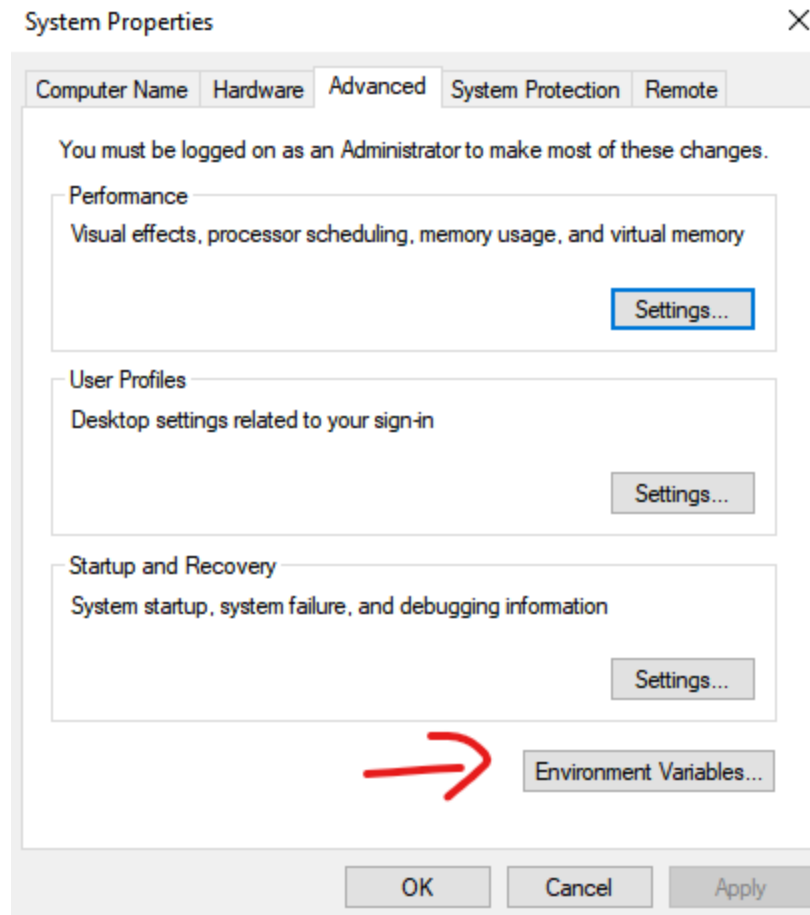 System Properties
Computer Name Hardware Advanced System Protection Remote
You must be logged on as an Administrator to make most of these changes.
Performance
Visual effects, processor scheduling, memory usage, and virtual memory
Settings...
User Profiles
Desktop settings related to your sign-in
Settings...
Startup and Recovery
System startup, system failure, and debugging information
Settings...
Environment Variables...
OK Cancel Apply